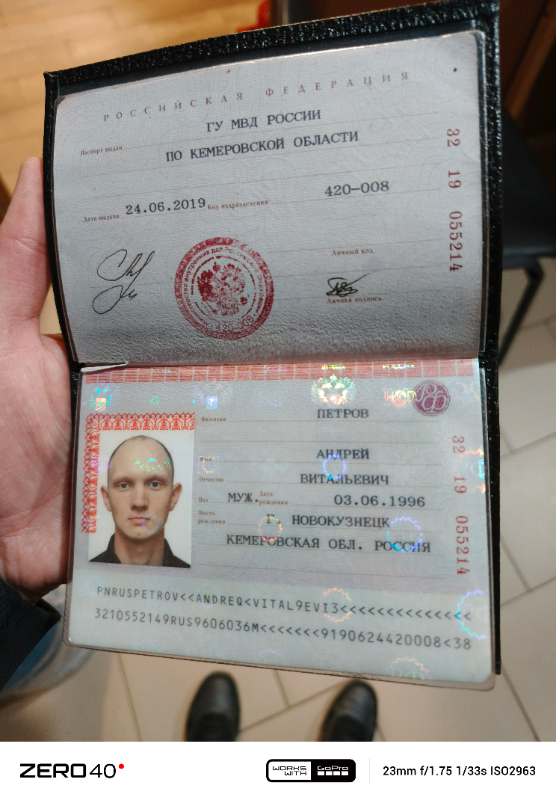 РОССИЙСКАЯ ФЕДЕРАЦИЯ
Паспорт выдан
ГУ МВД РОССИИ
ПО КЕМЕРОВСКОЙ ОБЛАСТИ
Дата выдачи 24.06.2019 Код подразделения 420-008
32 19 055214
Личный код
Личная подпись
Фамилия ПЕТРОВ
Имя АНДРЕЙ
Отчество ВИТАЛЬЕВИЧ
Пол МУЖ. Дата рождения 03.06.1996
Место рождения Г. НОВОКУЗНЕЦК
КЕМЕРОВСКАЯ ОБЛ. РОССИЯ
32 19 055214
PNRUSPETROV<<ANDREQ<VITAL9EVI3<<<<<<<<<<<<<<
3210552149RUS9606036M<<<<<<<9190624420008<38
ZERO40
WORKS WITH GoPro
23mm f/1.75 1/33s ISO2963